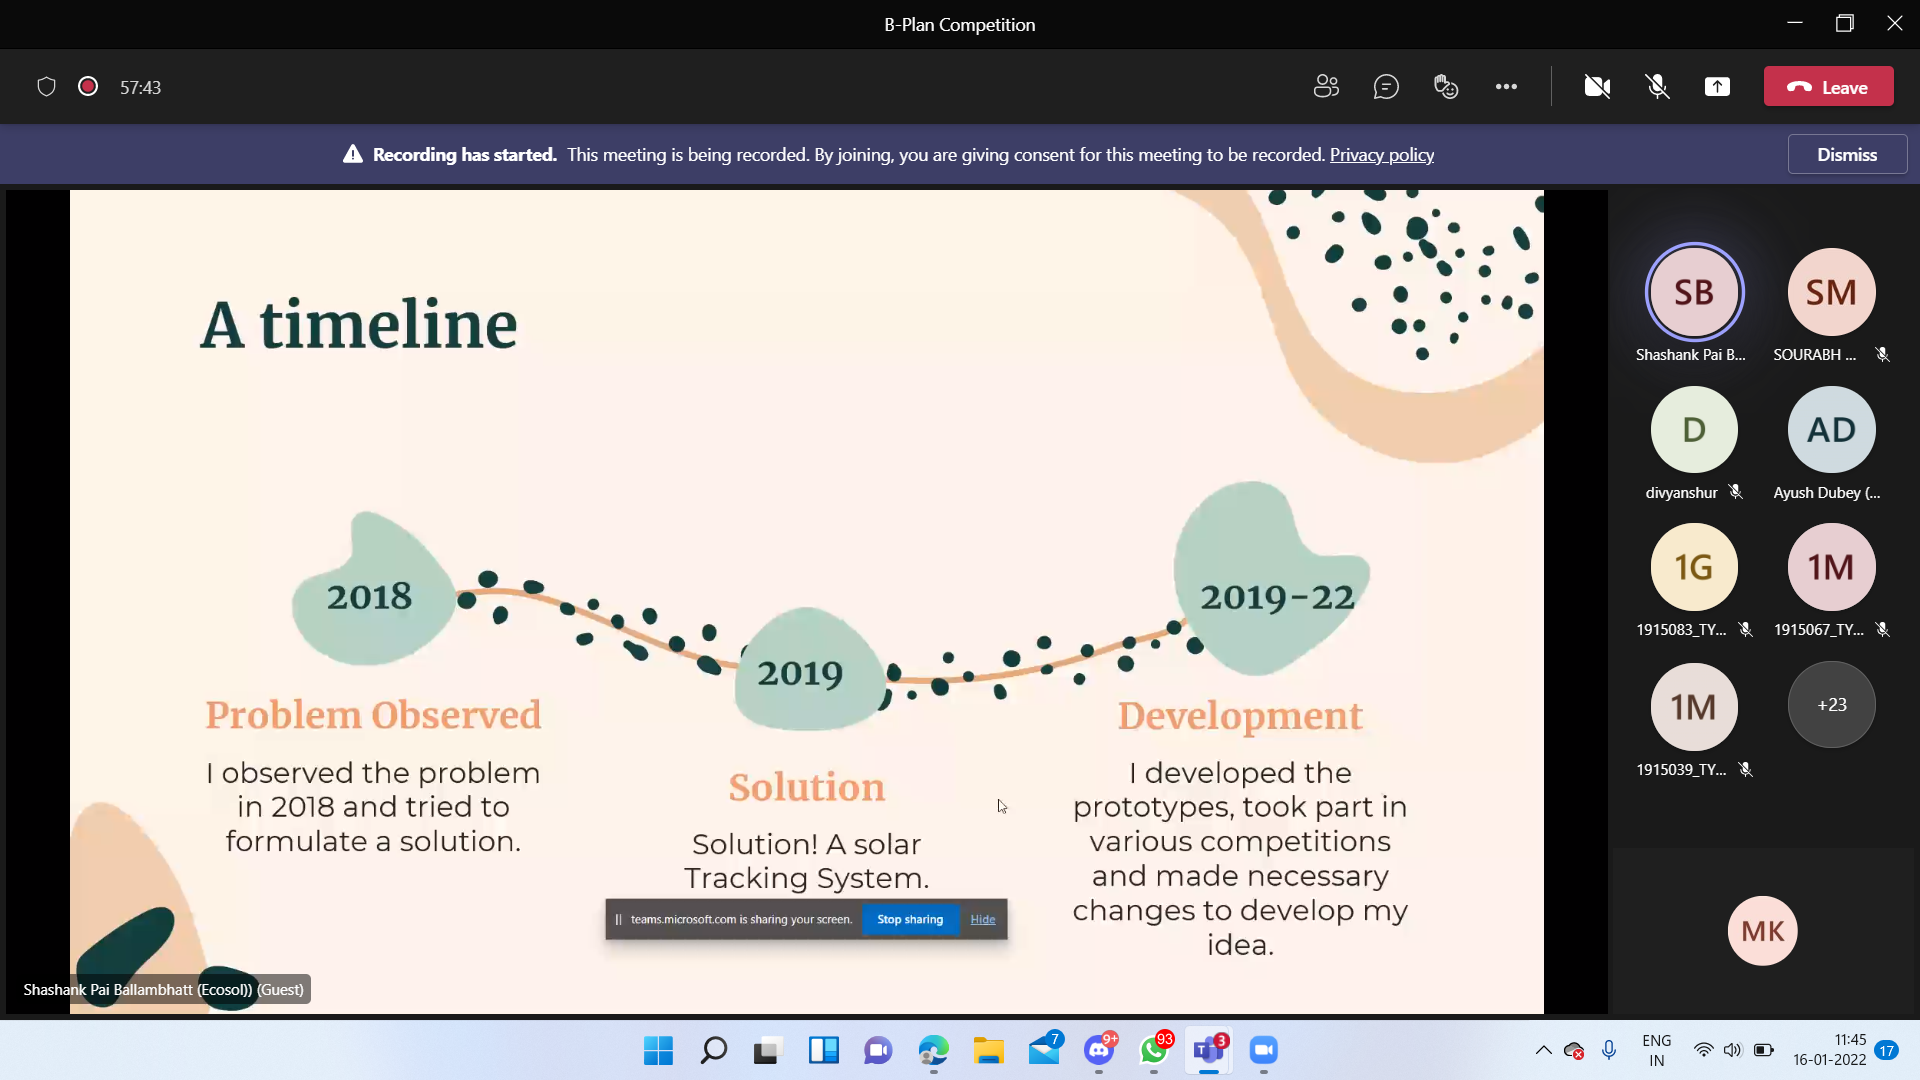 B-Plan Competition
57:43
Leave
Recording has started. This meeting is being recorded. By joining, you are giving consent for this meeting to be recorded. Privacy policy
Dismiss
A timeline
2018
2019
2019-22
Problem Observed
I observed the problem
in 2018 and tried to
formulate a solution.
Solution
Solution! A solar
Tracking System.
Development
I developed the
prototypes, took part in
various competitions
and made necessary
changes to develop my
idea.
teams.microsoft.com is sharing your screen.
Stop sharing
Hide
Shashank Pai Ballambhatt (Ecosol)) (Guest)
SB
SM
Shashank Pai B...
SOURABH ...
D
AD
divyanshur
Ayush Dubey (...
1G
1M
1915083_TY...
1915067_TY...
1M
+23
1915039_TY...
MK
7
9+
93
3
ENG
IN
11:45
16-01-2022
17